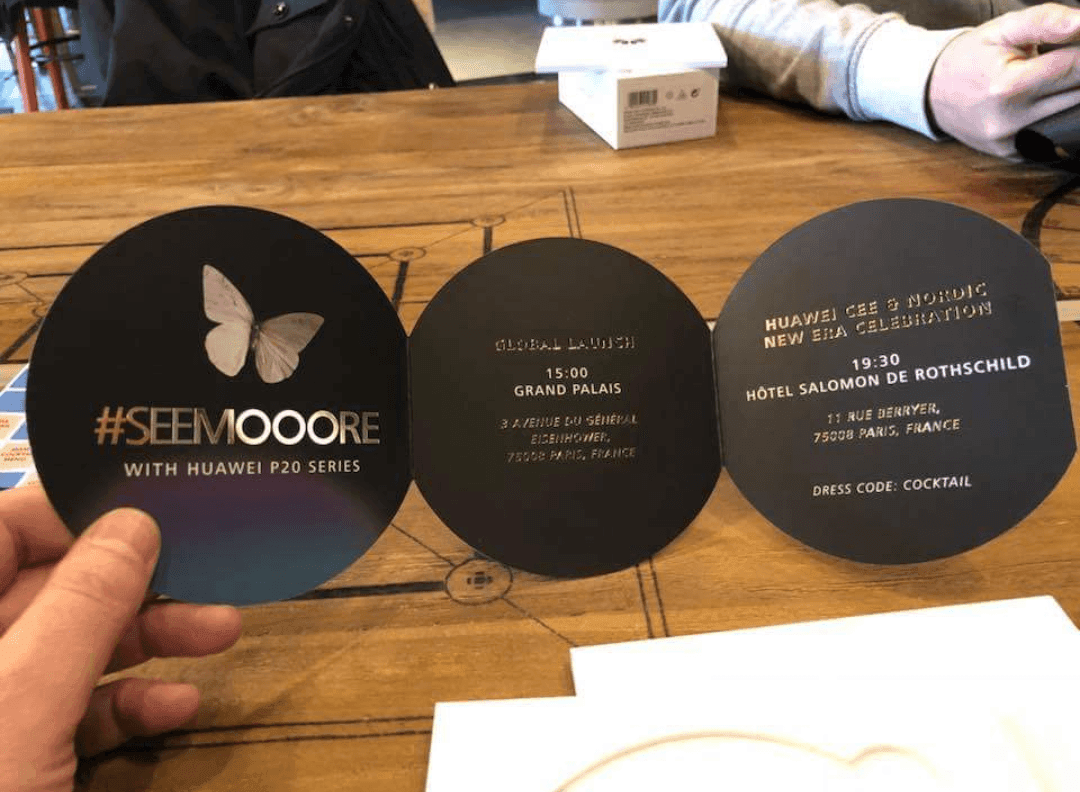 #SEEMOOORE
WITH HUAWEI P20 SERIES
GLOBAL LAUNCH
15:00
GRAND PALAIS
3 AVENUE DU GÉNÉRAL
EISENHOWER,
75008 PARIS, FRANCE
HUAWEI CEE & NORDIC
NEW ERA CELEBRATION
19:30
HÔTEL SALOMON DE ROTHSCHILD
11 RUE BERRYER,
75008 PARIS, FRANCE
DRESS CODE: COCKTAIL